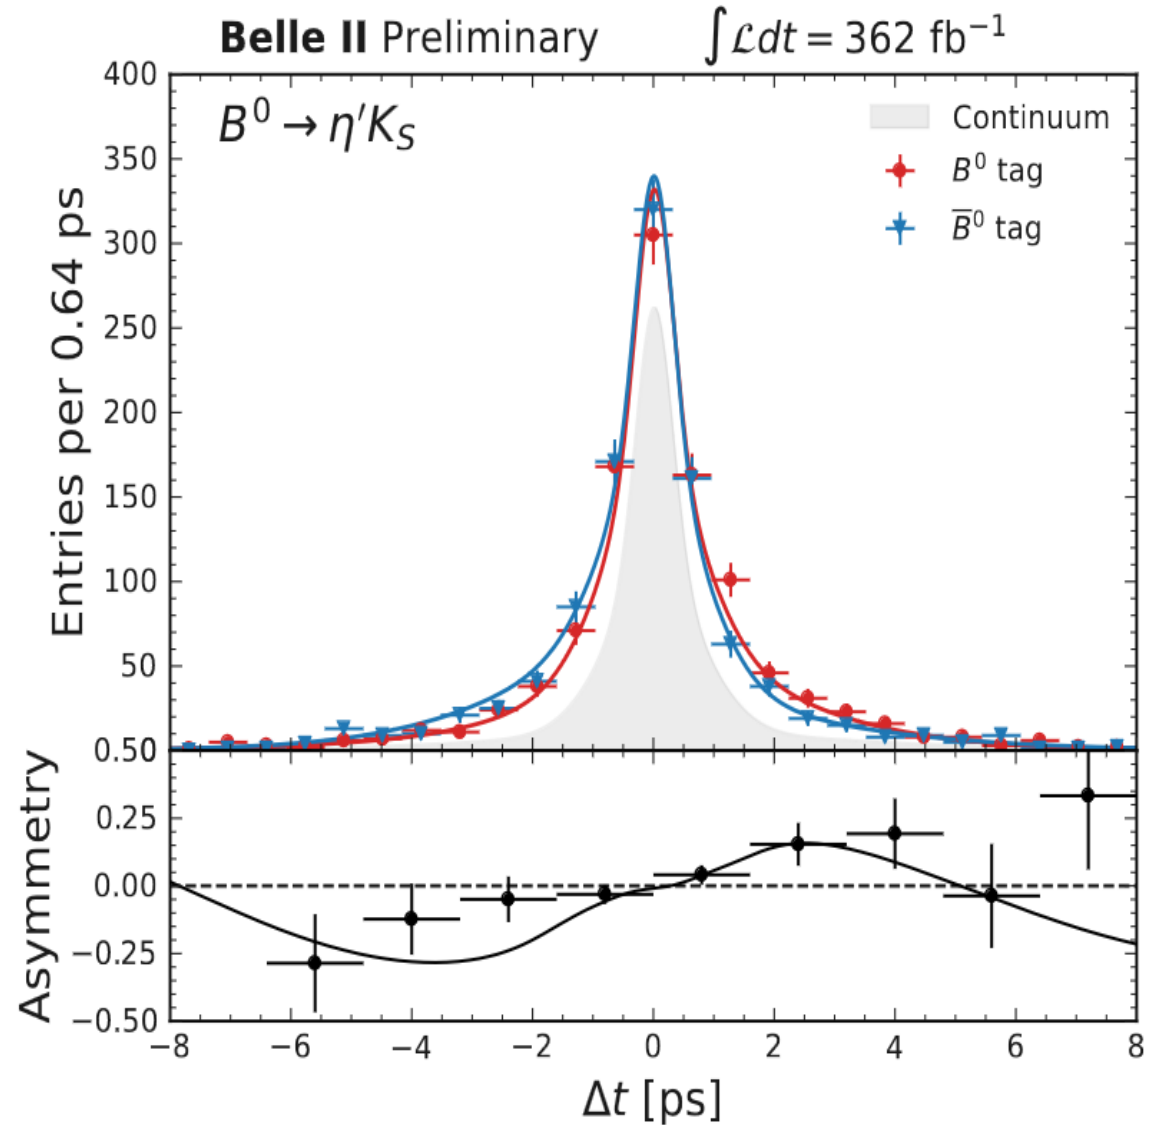 Belle II Preliminary ∫ℒdt = 362 fb⁻¹
B⁰ → η′K_S
Continuum
B⁰ tag
B̅⁰ tag
Entries per 0.64 ps
400
350
300
250
200
150
100
50
0.50
0.25
0.00
−0.25
−0.50
Asymmetry
−8 −6 −4 −2 0 2 4 6 8
Δt [ps]